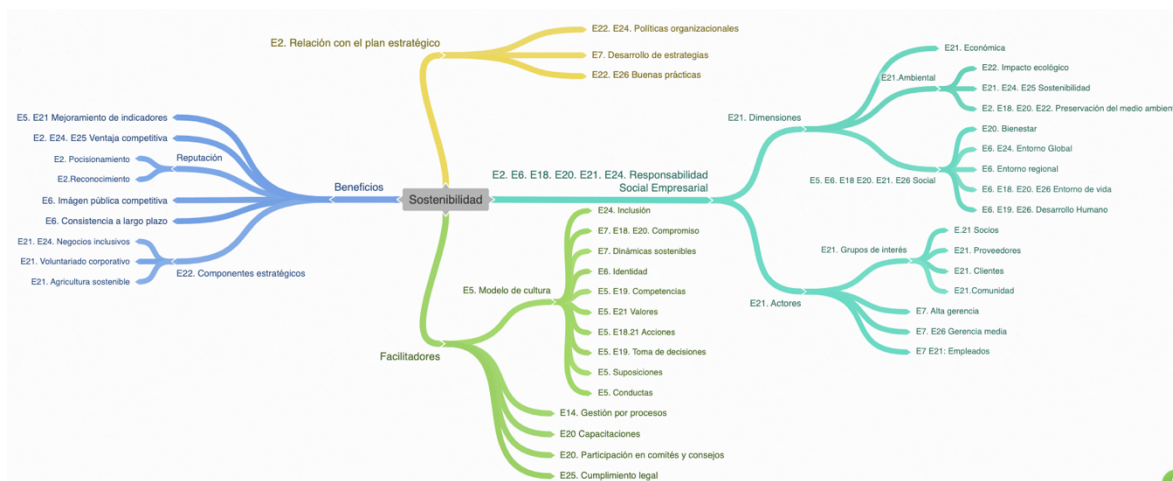 E2. Relación con el plan estratégico
E22. E24. Políticas organizacionales
E7. Desarrollo de estrategias
E22. E26 Buenas prácticas
E5. E21 Mejoramiento de indicadores
E2. E24. E25 Ventaja competitiva
E2. Pocisionamiento
E2.Reconocimiento
Reputación
E6. Imágen pública competitiva
E6. Consistencia a largo plazo
E21. E24. Negocios inclusivos
E21. Voluntariado corporativo
E21. Agricultura sostenible
E22. Componentes estratégicos
Beneficios
Sostenibilidad
E2. E6. E18. E20. E21. E24. Responsabilidad
Social Empresarial
E21. Dimensiones
E21. Económica
E21.Ambiental
E22. Impacto ecológico
E21. E24. E25 Sostenibilidad
E2. E18. E20. E22. Preservación del medio ambien
E5. E6. E18 E20. E21. E26 Social
E20. Bienestar
E6. E24. Entorno Global
E6. Entorno regional
E6. E18. E20. E26 Entorno de vida
E6. E19. E26. Desarrollo Humano
E21. Actores
E21. Grupos de interés
E.21 Socios
E21. Proveedores
E21. Clientes
E21.Comunidad
E7. Alta gerencia
E7. E26 Gerencia media
E7 E21: Empleados
Facilitadores
E5. Modelo de cultura
E24. Inclusión
E7. E18. E20. Compromiso
E7. Dinámicas sostenibles
E6. Identidad
E5. E19. Competencias
E5. E21 Valores
E5. E18.21 Acciones
E5. E19. Toma de decisiones
E5. Suposiciones
E5. Conductas
E14. Gestión por procesos
E20 Capacitaciones
E20. Participación en comités y consejos
E25. Cumplimiento legal